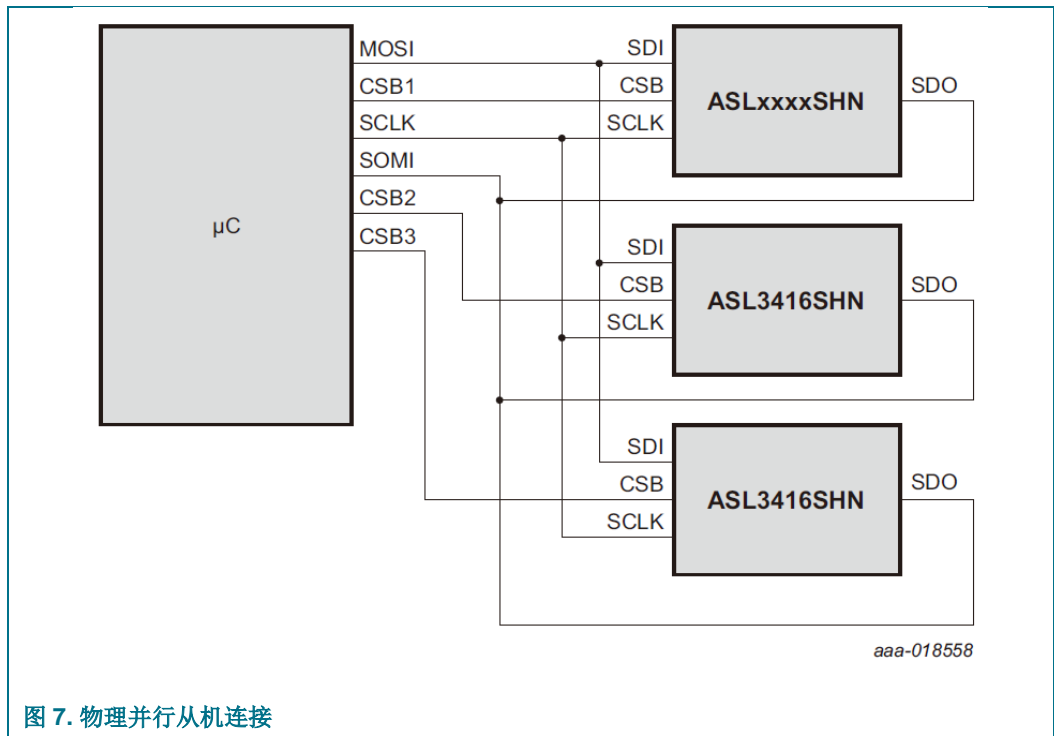 MOSI
CSB1
SCLK
SOMI
CSB2
CSB3
µC
SDI
CSB
SCLK
ASLxxxxSHN
SDO
SDI
CSB
SCLK
ASL3416SHN
SDO
SDI
CSB
SCLK
ASL3416SHN
SDO
aaa-018558
图 7. 物理并行从机连接